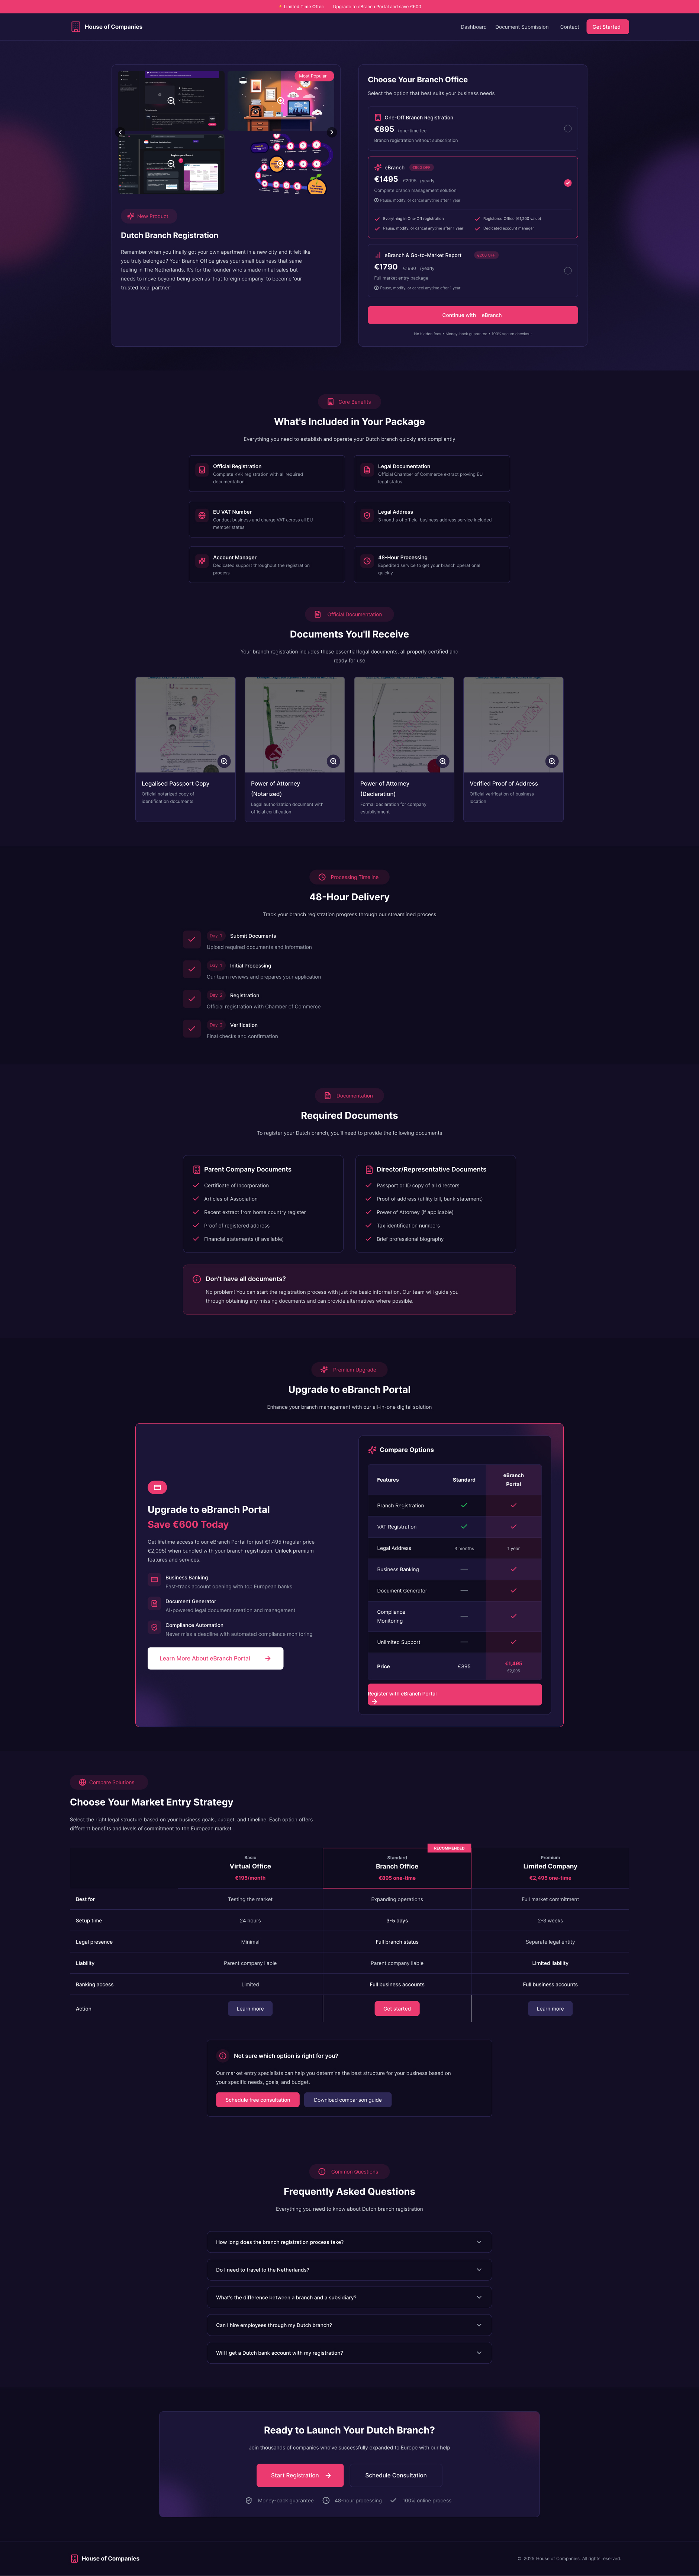 Limited Time Offer: Upgrade to eBranch Portal and save €600
House of Companies
Dashboard
Document Submission
Contact
Get Started
Most Popular
New Product
Dutch Branch Registration
Remember when you finally got your own apartment in a new city and it felt like
you truly belonged? Your Branch Office gives your small business that same
feeling in The Netherlands. It's for the founder who's made initial sales but
needs to move beyond being seen as 'that foreign company' to become 'our
trusted local partner.'
Choose Your Branch Office
Select the option that best suits your business needs
One-Off Branch Registration
€895 /one-time fee
Branch registration without subscription
eBranch
€1495 €2095 /yearly
Complete branch management solution
Pause, modify, or cancel anytime after 1 year
Everything in One-Off registration
Registered Office (€1,200 value)
Pause, modify, or cancel anytime after 1 year
Dedicated account manager
eBranch & Go-to-Market Report
€1790 €1990 /yearly
Full market entry package
Pause, modify, or cancel anytime after 1 year
Continue with eBranch
No hidden fees • Money-back guarantee • 100% secure checkout
Core Benefits
What's Included in Your Package
Everything you need to establish and operate your Dutch branch quickly and compliantly
Official Registration
Complete KVK registration with all required
documentation
Legal Documentation
Official Chamber of Commerce extract proving EU
legal status
EU VAT Number
Conduct business and charge VAT across all EU
member states
Legal Address
3 months of official business address service included
Account Manager
Dedicated support throughout the registration
process
48-Hour Processing
Expedited service to get your branch operational
quickly
Official Documentation
Documents You'll Receive
Your branch registration includes these essential legal documents, all properly certified and
ready for use
Legalised Passport Copy
Official notarized copy of
identification documents
Power of Attorney
(Notarized)
Legal authorization document with
official certification
Power of Attorney
(Declaration)
Formal declaration for company
establishment
Verified Proof of Address
Official verification of business
location
Processing Timeline
48-Hour Delivery
Track your branch registration progress through our streamlined process
Day 1 Submit Documents
Upload required documents and information
Day 1 Initial Processing
Our team reviews and prepares your application
Day 2 Registration
Official registration with Chamber of Commerce
Day 2 Verification
Final checks and confirmation
Documentation
Required Documents
To register your Dutch branch, you'll need to provide the following documents
Parent Company Documents
Certificate of Incorporation
Articles of Association
Recent extract from home country register
Proof of registered address
Financial statements (if available)
Director/Representative Documents
Passport or ID copy of all directors
Proof of address (utility bill, bank statement)
Power of Attorney (if applicable)
Tax identification numbers
Brief professional biography
Don't have all documents?
No problem! You can start the registration process with just the basic information. Our team will guide you
through obtaining any missing documents and can provide alternatives where possible.
Premium Upgrade
Upgrade to eBranch Portal
Enhance your branch management with our all-in-one digital solution
Upgrade to eBranch Portal
Save €600 Today
Get lifetime access to our eBranch Portal for just €1,495 (regular price
€2,095) when bundled with your branch registration. Unlock premium
features and services.
Business Banking
Fast-track account opening with top European banks
Document Generator
AI-powered legal document creation and management
Compliance Automation
Never miss a deadline with automated compliance monitoring
Learn More About eBranch Portal
Compare Options
Features
Standard
eBranch
Portal
Branch Registration
VAT Registration
Legal Address 3 months 1 year
Business Banking
Document Generator
Compliance
Monitoring
Unlimited Support
Price €895 €1,495
€2,095
Register with eBranch Portal
Compare Solutions
Choose Your Market Entry Strategy
Select the right legal structure based on your business goals, budget, and timeline. Each option offers
different benefits and levels of commitment to the European market.
RECOMMENDED
Basic
Virtual Office
€195/month
Standard
Branch Office
€895 one-time
Premium
Limited Company
€2,495 one-time
Best for Testing the market Expanding operations Full market commitment
Setup time 24 hours 3-5 days 2-3 weeks
Legal presence Minimal Full branch status Separate legal entity
Liability Parent company liable Parent company liable Limited liability
Banking access Limited Full business accounts Full business accounts
Action Learn more Get started Learn more
Not sure which option is right for you?
Our market entry specialists can help you determine the best structure for your business based on
your specific needs, goals, and budget.
Schedule free consultation
Download comparison guide
Common Questions
Frequently Asked Questions
Everything you need to know about Dutch branch registration
How long does the branch registration process take?
Do I need to travel to the Netherlands?
What's the difference between a branch and a subsidiary?
Can I hire employees through my Dutch branch?
Will I get a Dutch bank account with my registration?
Ready to Launch Your Dutch Branch?
Join thousands of companies who've successfully expanded to Europe with our help
Start Registration
Schedule Consultation
Money-back guarantee
48-hour processing
100% online process
House of Companies
© 2025 House of Companies. All rights reserved.